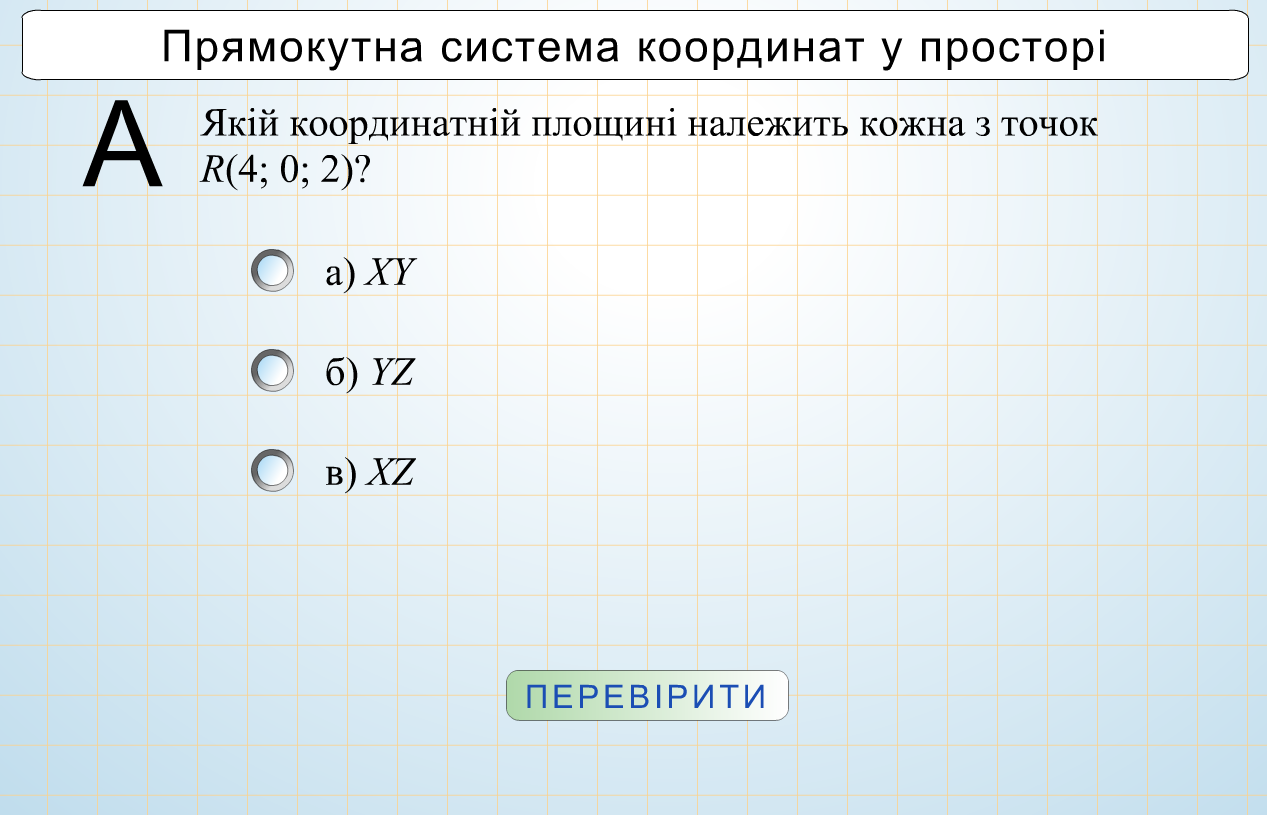 Прямокутна система координат у просторі
А
Якій координатній площині належить кожна з точок
R(4; 0; 2)?
а) XY
б) YZ
в) XZ
ПЕРЕВІРИТИ